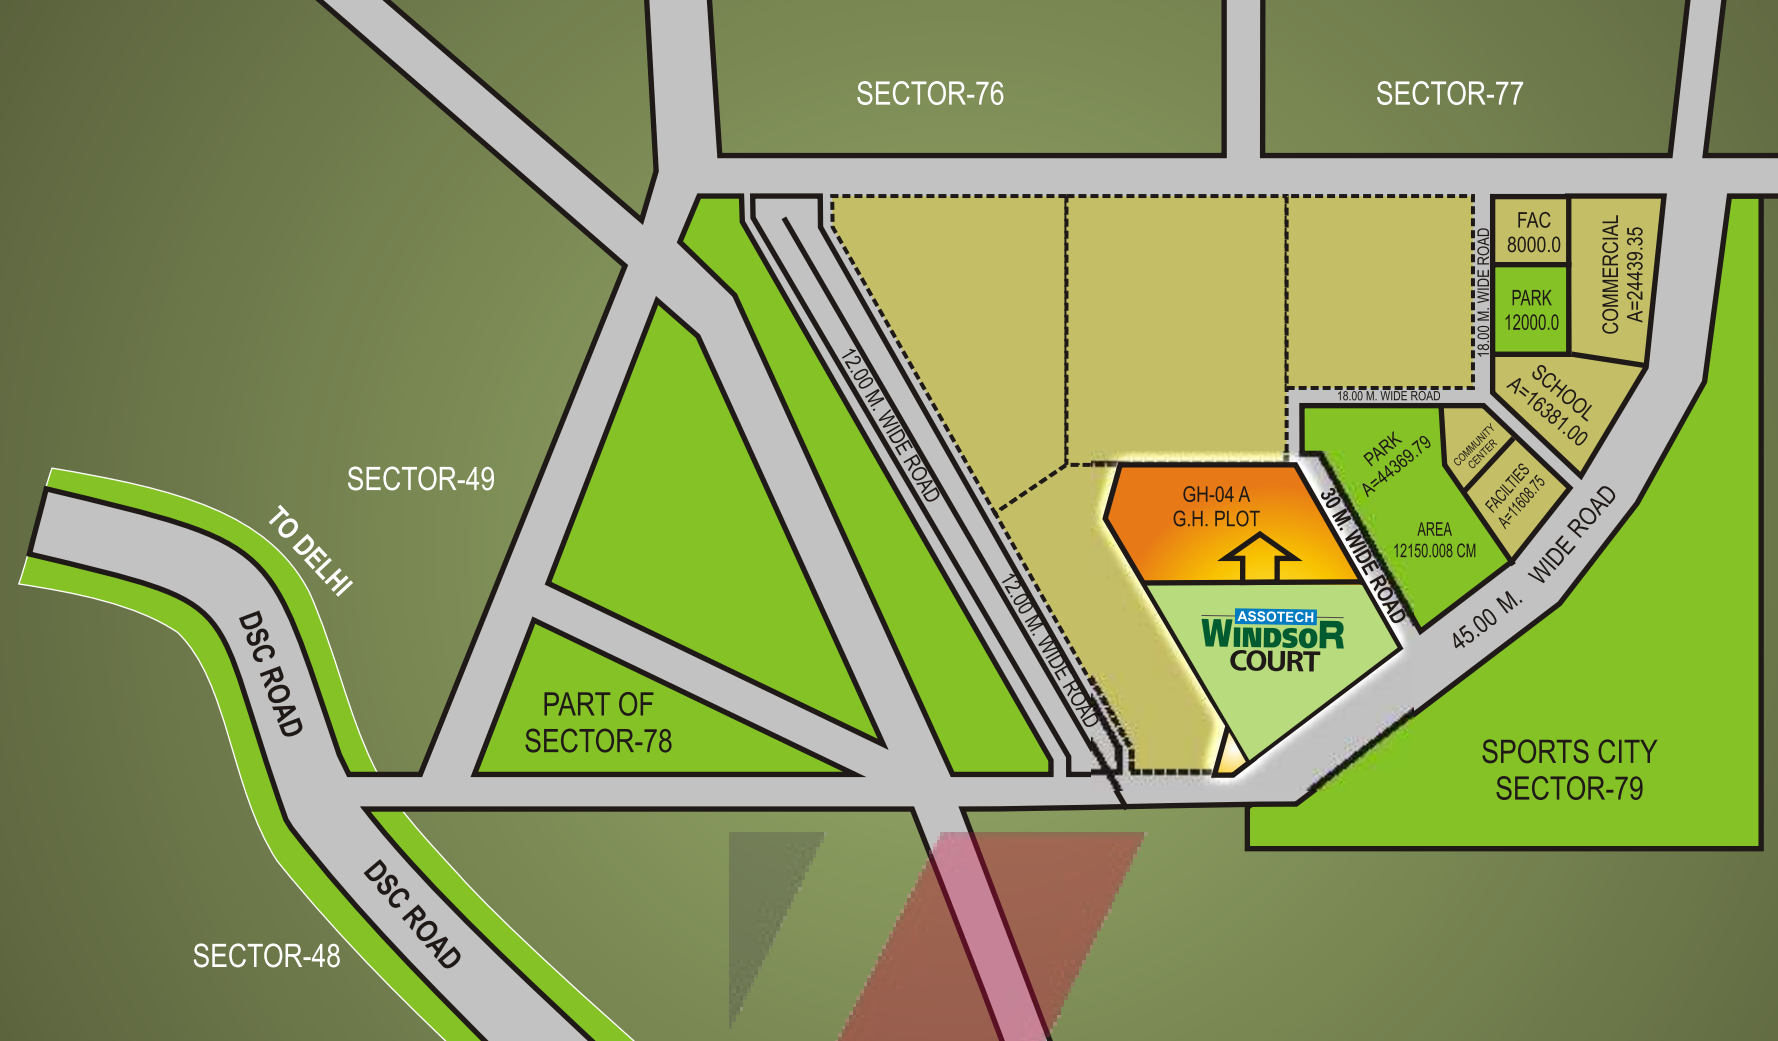 SECTOR-76
SECTOR-77
FAC
8000.0
COMMERCIAL
A=24439.35
18.00 M. WIDE ROAD
PARK
12000.0
SCHOOL
A=16381.00
18.00 M. WIDE ROAD
12.00 M. WIDE ROAD
PARK
A=44369.79
COMMUNITY
CENTER
FACILTIES
A=11608.75
SECTOR-49
TO DELHI
GH-04 A
G.H. PLOT
30 M. WIDE ROAD
AREA
12150.008 CM
45.00 M. WIDE ROAD
12.00 M. WIDE ROAD
ASSOTECH
WINDSOR
COURT
DSC ROAD
PART OF
SECTOR-78
SPORTS CITY
SECTOR-79
DSC ROAD
SECTOR-48